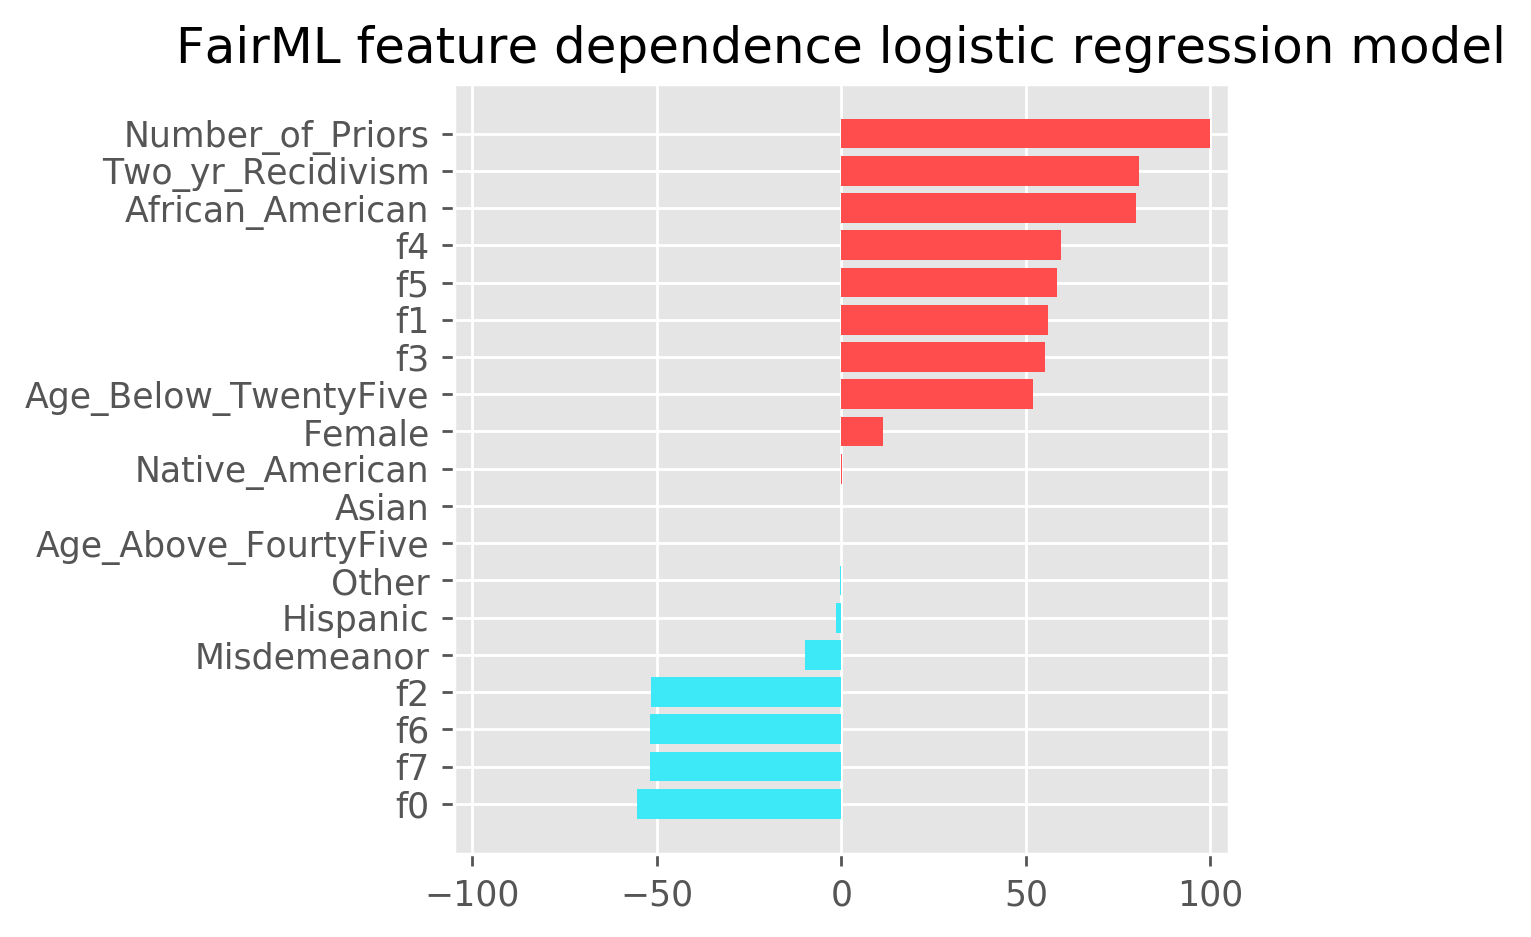 FairML feature dependence logistic regression model
Number_of_Priors
Two_yr_Recidivism
African_American
f4
f5
f1
f3
Age_Below_TwentyFive
Female
Native_American
Asian
Age_Above_FourtyFive
Other
Hispanic
Misdemeanor
f2
f6
f7
f0
−100 −50 0 50 100